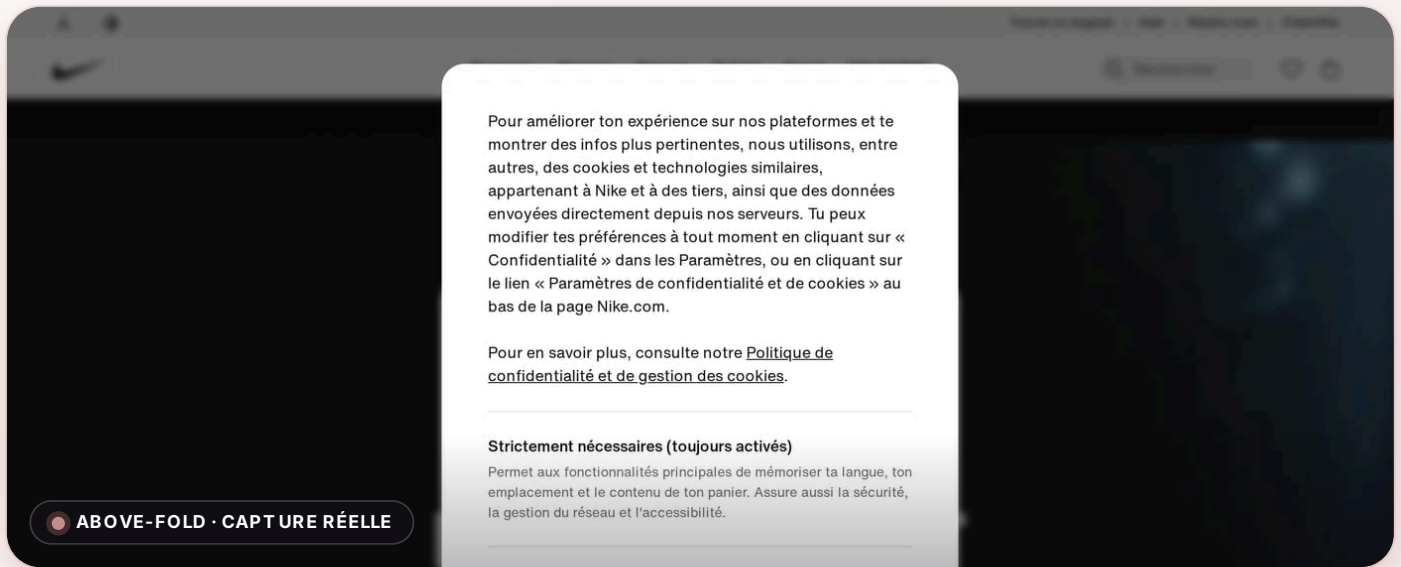 Pour améliorer ton expérience sur nos plateformes et te
montrer des infos plus pertinentes, nous utilisons, entre
autres, des cookies et technologies similaires,
appartenant à Nike et à des tiers, ainsi que des données
envoyées directement depuis nos serveurs. Tu peux
modifier tes préférences à tout moment en cliquant sur «
Confidentialité » dans les Paramètres, ou en cliquant sur
le lien « Paramètres de confidentialité et de cookies » au
bas de la page Nike.com.
Pour en savoir plus, consulte notre Politique de
confidentialité et de gestion des cookies.
Strictement nécessaires (toujours activés)
Permet aux fonctionnalités principales de mémoriser ta langue, ton
emplacement et le contenu de ton panier. Assure aussi la sécurité,
la gestion du réseau et l'accessibilité.
ABOVE-FOLD · CAPTURE RÉELLE